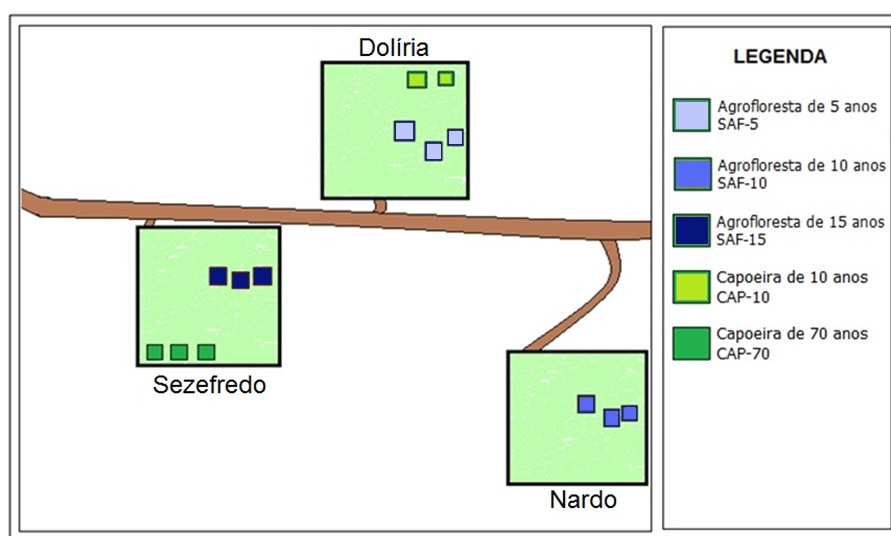 Dolíria
Sezefredo
Nardo
LEGENDA
Agrofloresta de 5 anos
SAF-5
Agrofloresta de 10 anos
SAF-10
Agrofloresta de 15 anos
SAF-15
Capoeira de 10 anos
CAP-10
Capoeira de 70 anos
CAP-70